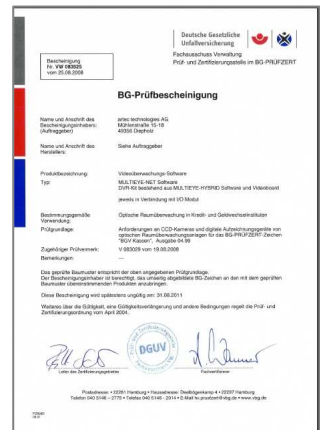 Deutsche Gesetzliche
Unfallversicherung
Fachausschuss Verwaltung
Prüf- und Zertifizierungsstelle im BG-PRÜFZERT
Bescheinigung
Nr. VW 083025
vom 25.08.2008
BG-Prüfbescheinigung
Name und Anschrift des
Bescheinigungsinhabers:
(Auftraggeber)
artec technologies AG
Mühlenstraße 15-18
49356 Diepholz
Name und Anschrift des
Herstellers:
Siehe Auftraggeber
Produktbezeichnung:
Videoüberwachungs-Software
Typ:
MULTIEYE-NET Software
DVR-Kit bestehend aus MULTIEYE-HYBRID Software und Videoboard
jeweils in Verbindung mit I/O Modul
Bestimmungsgemäße
Verwendung:
Optische Raumüberwachung in Kredit- und Geldwechselinstituten
Prüfgrundlage:
Anforderungen an CCD-Kameras und digitale Aufzeichnungsgeräte von
optischen Raumüberwachungsanlagen für das BG-PRÜFZERT-Zeichen
"BGV Kassen", Ausgabe 04.99
Zugehöriger Prüfvermerk:
V 083029 vom 19.08.2008
Bemerkungen:
---
Das geprüfte Baumuster entspricht der oben angegebenen Prüfgrundlage.
Der Bescheinigungsinhaber ist berechtigt, das umseitig abgebildete BG-Zeichen an den mit dem geprüften
Baumuster übereinstimmenden Produkten anzubringen.
Diese Bescheinigung wird spätestens ungültig am: 31.08.2011
Weiteres über die Gültigkeit, eine Gültigkeitsverlängerung und andere Bedingungen regelt die Prüf- und
Zertifizierungsordnung vom April 2004.
DGUV
Leiter der Zertifizierungsstelle
Fachzertifizierer